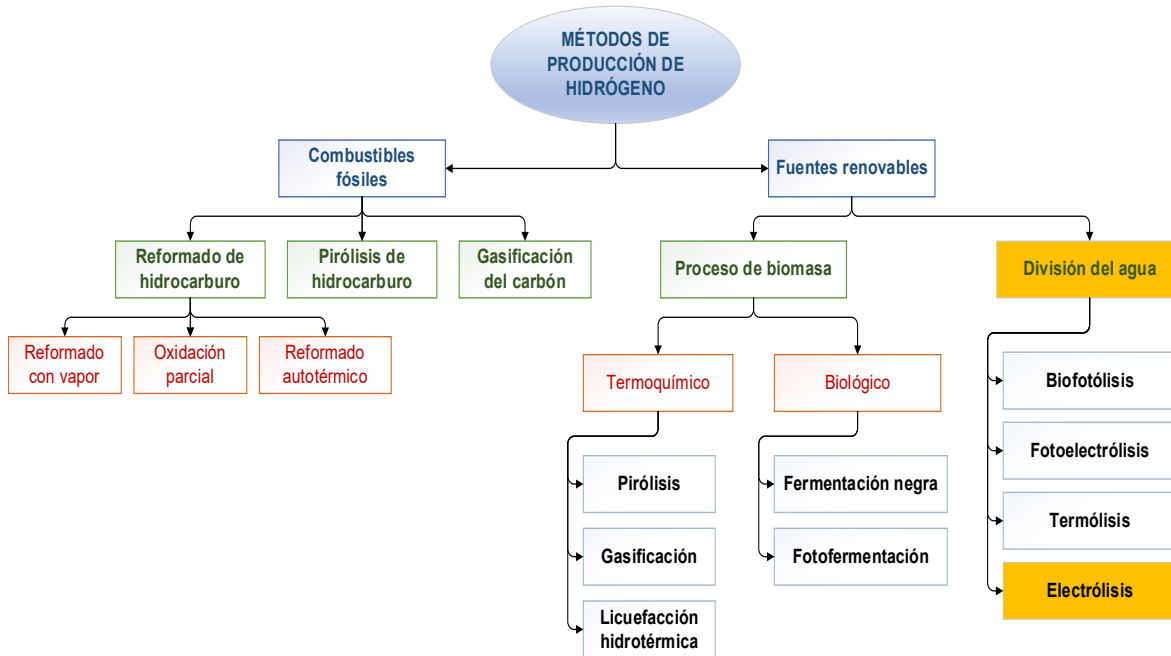 MÉTODOS DE
PRODUCCIÓN DE
HIDRÓGENO
Combustibles
fósiles
Fuentes renovables
Reformado de
hidrocarburo
Pirólisis de
hidrocarburo
Gasificación
del carbón
Proceso de biomasa
División del agua
Reformado
con vapor
Oxidación
parcial
Reformado
autotérmico
Termoquímico
Biológico
Biofotólisis
Fotoelectrólisis
Termólisis
Electrólisis
Pirólisis
Gasificación
Licuefacción
hidrotérmica
Fermentación negra
Fotofermentación